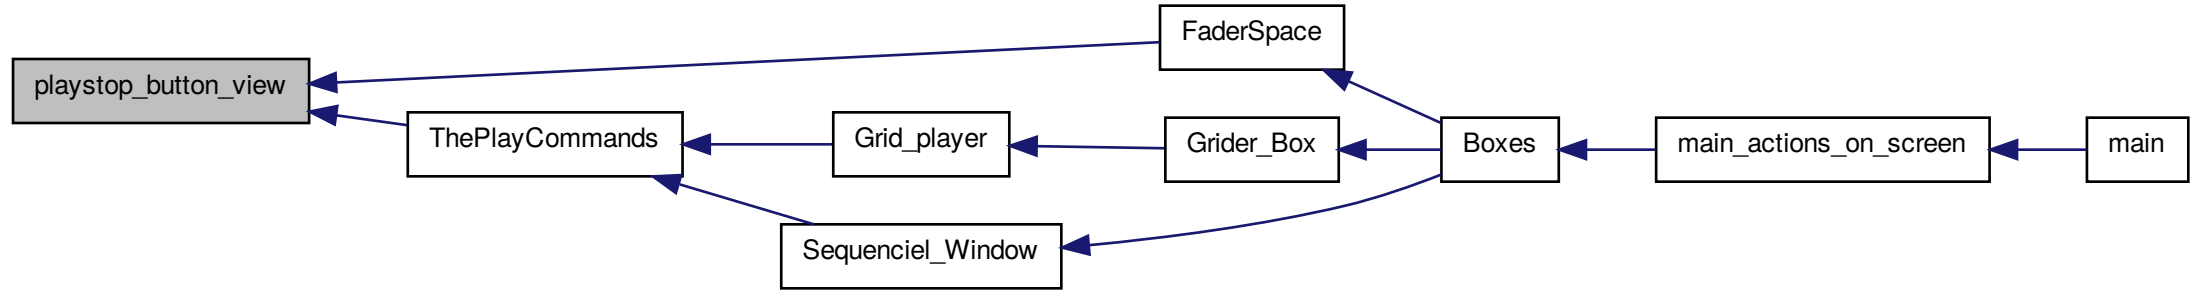 FaderSpace
playstop_button_view
ThePlayCommands
Grid_player
Grider_Box
Boxes
main_actions_on_screen
main
Sequenciel_Window